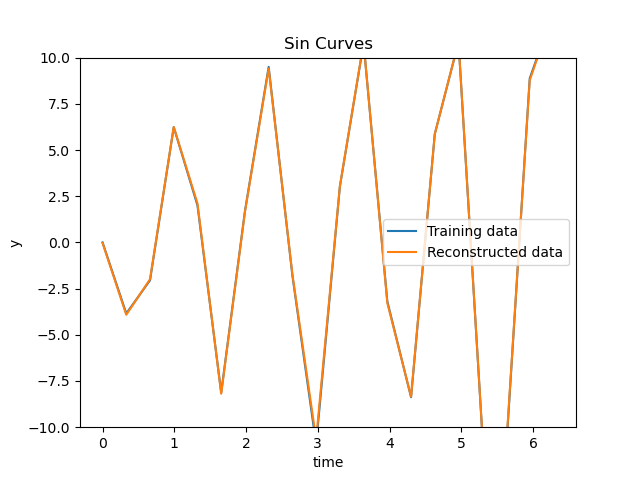 Sin Curves
10.0
7.5
5.0
2.5
0.0
−2.5
−5.0
−7.5
−10.0
y
Training data
Reconstructed data
0 1 2 3 4 5 6
time